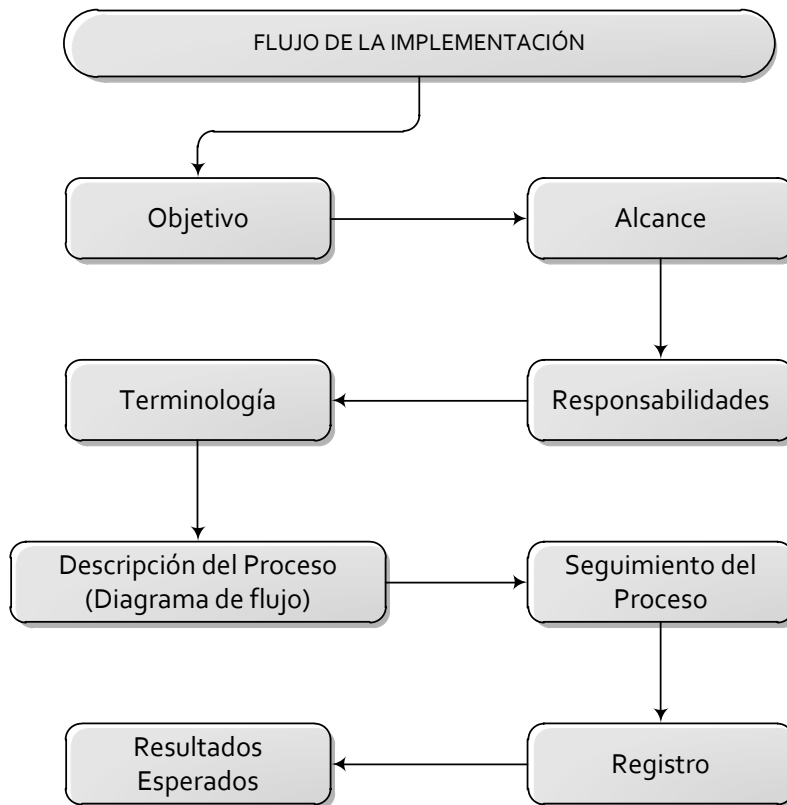 FLUJO DE LA IMPLEMENTACIÓN
Objetivo
Alcance
Responsabilidades
Terminología
Descripción del Proceso
(Diagrama de flujo)
Seguimiento del
Proceso
Registro
Resultados
Esperados